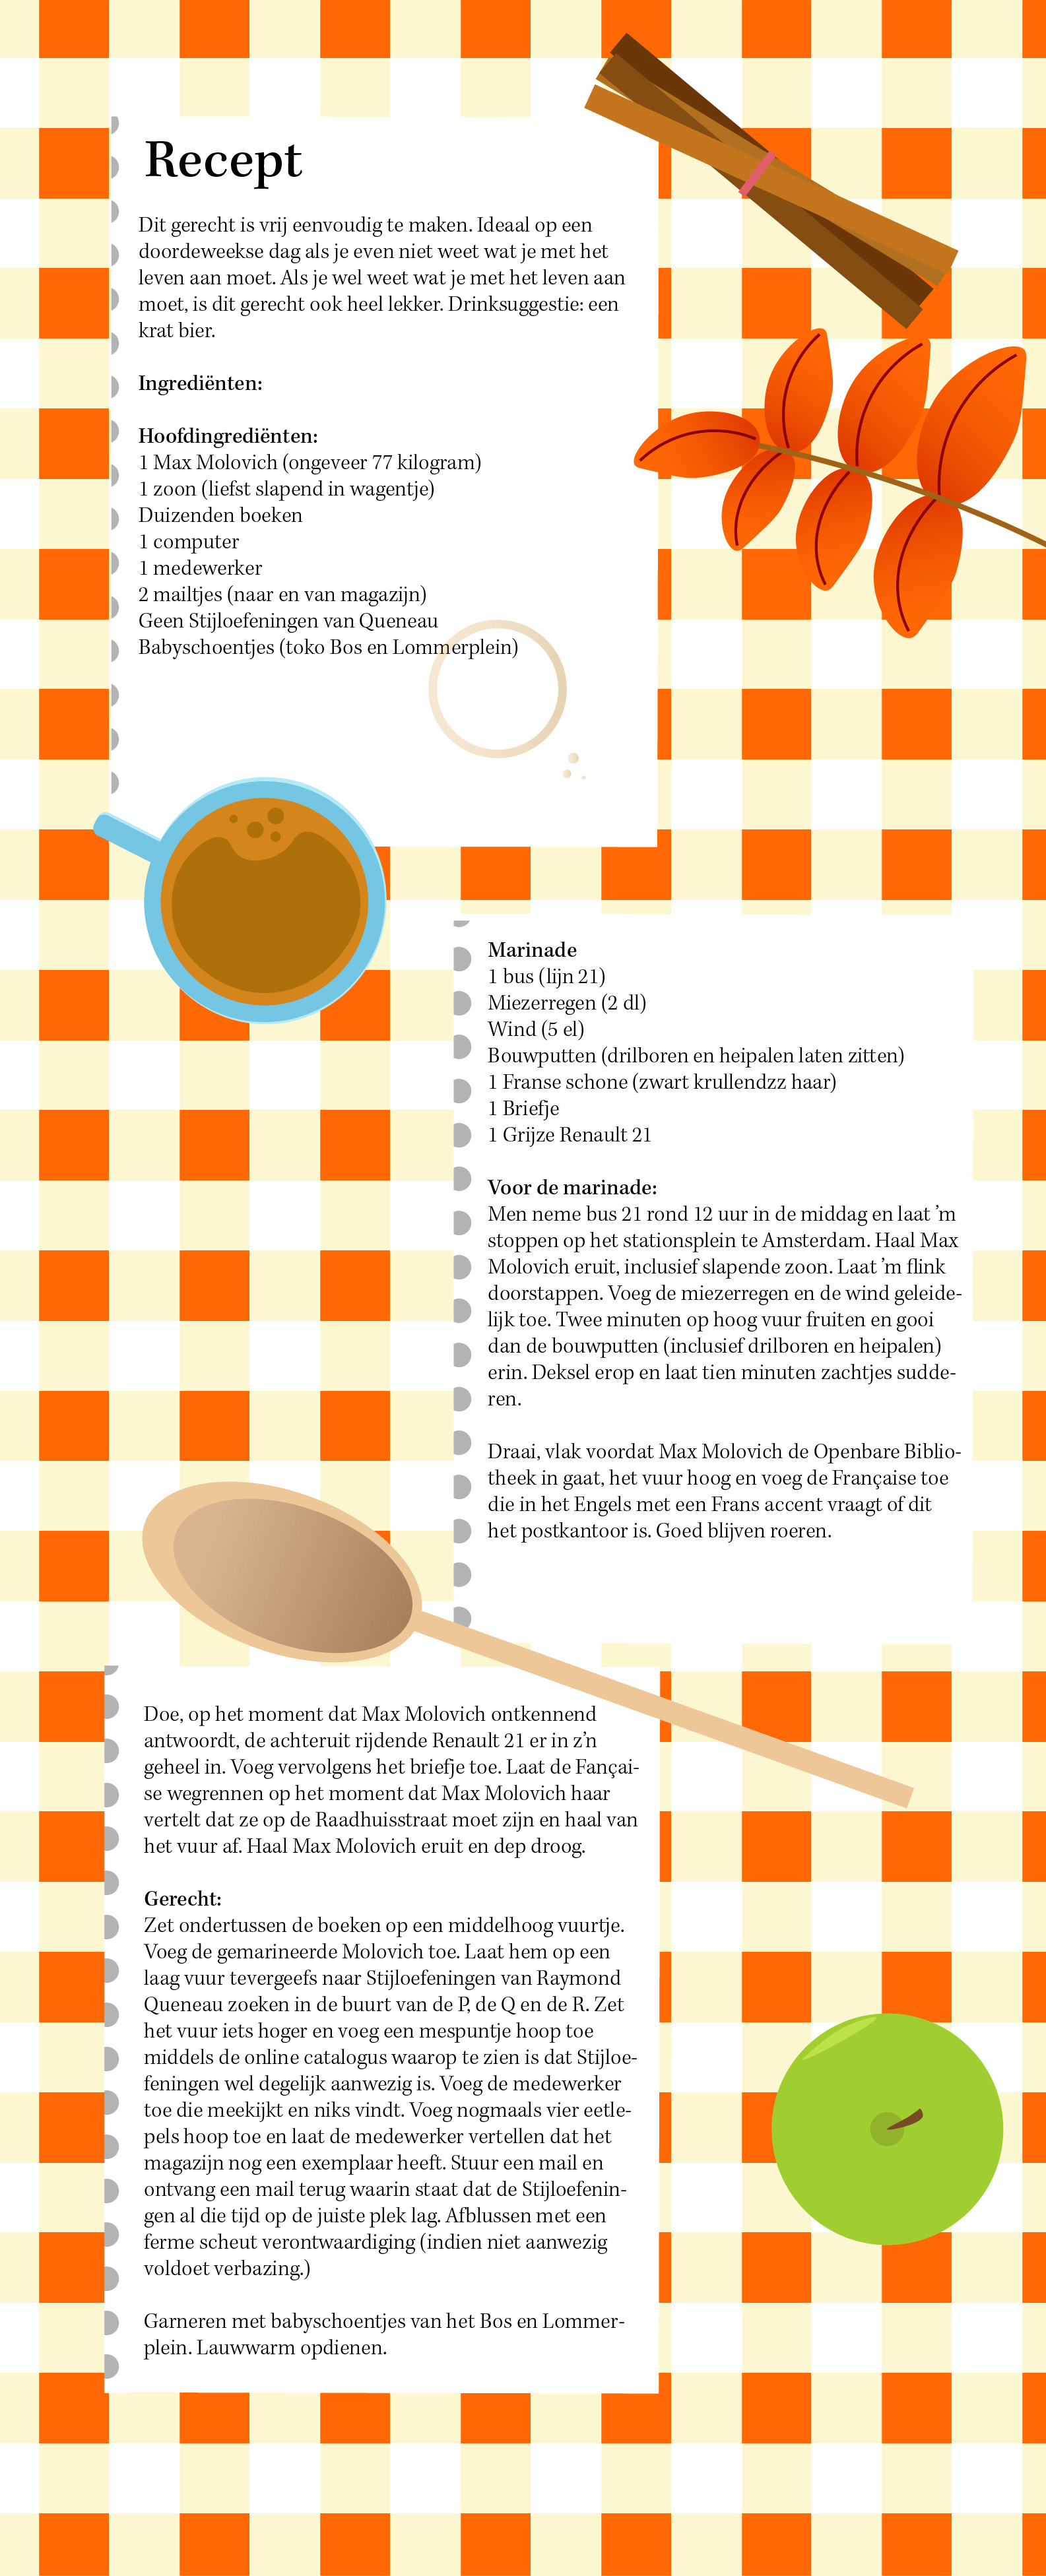 Recept
Dit gerecht is vrij eenvoudig te maken. Ideaal op een
doordeweekse dag als je even niet weet wat je met het
leven aan moet. Als je wel weet wat je met het leven aan
moet, is dit gerecht ook heel lekker. Drinksuggestie: een
krat bier.
Ingrediënten:
Hoofdingrediënten:
1 Max Molovich (ongeveer 77 kilogram)
1 zoon (liefst slapend in wagentje)
Duizenden boeken
1 computer
1 medewerker
2 mailtjes (naar en van magazijn)
Geen Stijloefeningen van Queneau
Babyschoentjes (toko Bos en Lommerplein)
Marinade
1 bus (lijn 21)
Miezerregen (2 dl)
Wind (5 el)
Bouwputten (drilboren en heipalen laten zitten)
1 Franse schone (zwart krullendzz haar)
1 Briefje
1 Grijze Renault 21
Voor de marinade:
Men neme bus 21 rond 12 uur in de middag en laat ’m
stoppen op het stationsplein te Amsterdam. Haal Max
Molovich eruit, inclusief slapende zoon. Laat ’m flink
doorstappen. Voeg de miezerregen en de wind geleide-
lijk toe. Twee minuten op hoog vuur fruiten en gooi
dan de bouwputten (inclusief drilboren en heipalen)
erin. Deksel erop en laat tien minuten zachtjes sudde-
ren.
Draai, vlak voordat Max Molovich de Openbare Biblio-
theek in gaat, het vuur hoog en voeg de Française toe
die in het Engels met een Frans accent vraagt of dit
het postkantoor is. Goed blijven roeren.
Doe, op het moment dat Max Molovich ontkennend
antwoordt, de achteruit rijdende Renault 21 er in z’n
geheel in. Voeg vervolgens het briefje toe. Laat de Fançai-
se wegrennen op het moment dat Max Molovich haar
vertelt dat ze op de Raadhuisstraat moet zijn en haal van
het vuur af. Haal Max Molovich eruit en dep droog.
Gerecht:
Zet ondertussen de boeken op een middelhoog vuurtje.
Voeg de gemarineerde Molovich toe. Laat hem op een
laag vuur tevergeefs naar Stijloefeningen van Raymond
Queneau zoeken in de buurt van de P, de Q en de R. Zet
het vuur iets hoger en voeg een mespuntje hoop toe
middels de online catalogus waarop te zien is dat Stijloe-
feningen wel degelijk aanwezig is. Voeg de medewerker
toe die meekijkt en niks vindt. Voeg nogmaals vier eetle-
pels hoop toe en laat de medewerker vertellen dat het
magazijn nog een exemplaar heeft. Stuur een mail en
ontvang een mail terug waarin staat dat de Stijloefenin-
gen al die tijd op de juiste plek lag. Afblussen met een
ferme scheut verontwaardiging (indien niet aanwezig
voldoet verbazing.)
Garneren met babyschoentjes van het Bos en Lommer-
plein. Lauwwarm opdienen.